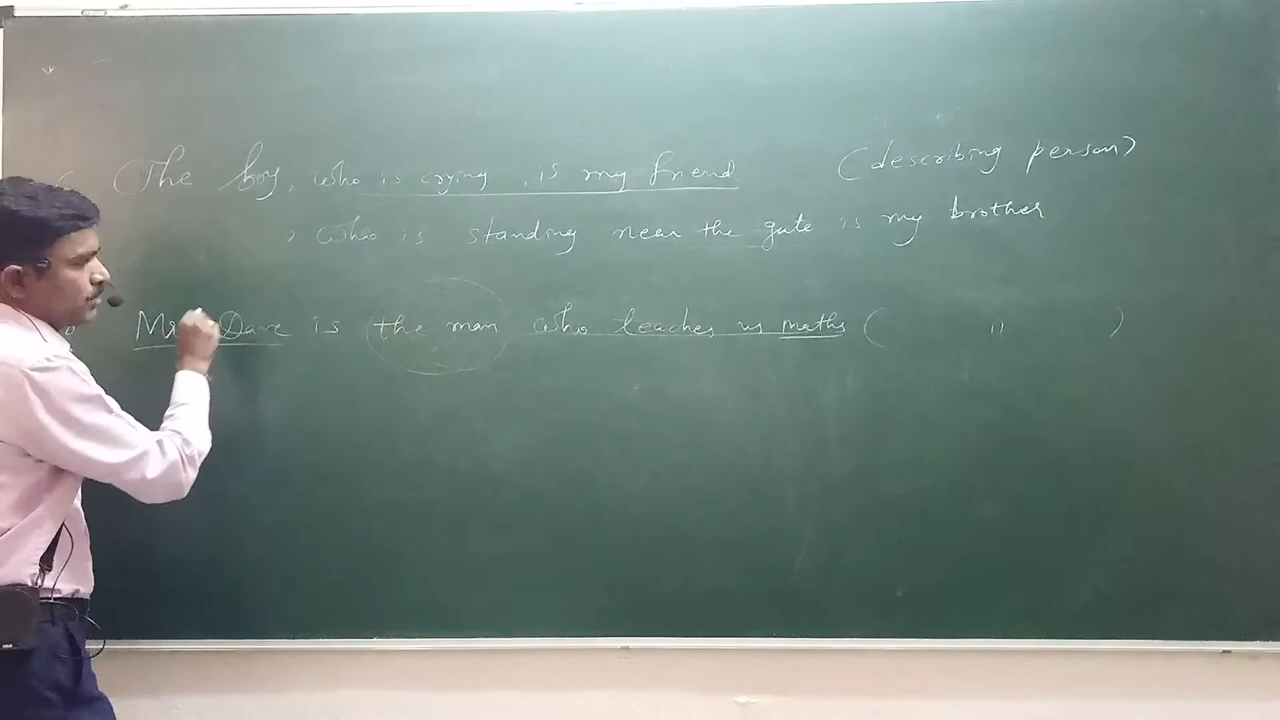 (The boy, who is crying, is my friend (describing person)
, who is standing near the gate is my brother
Mr Dave is the man who teaches us maths ( " )